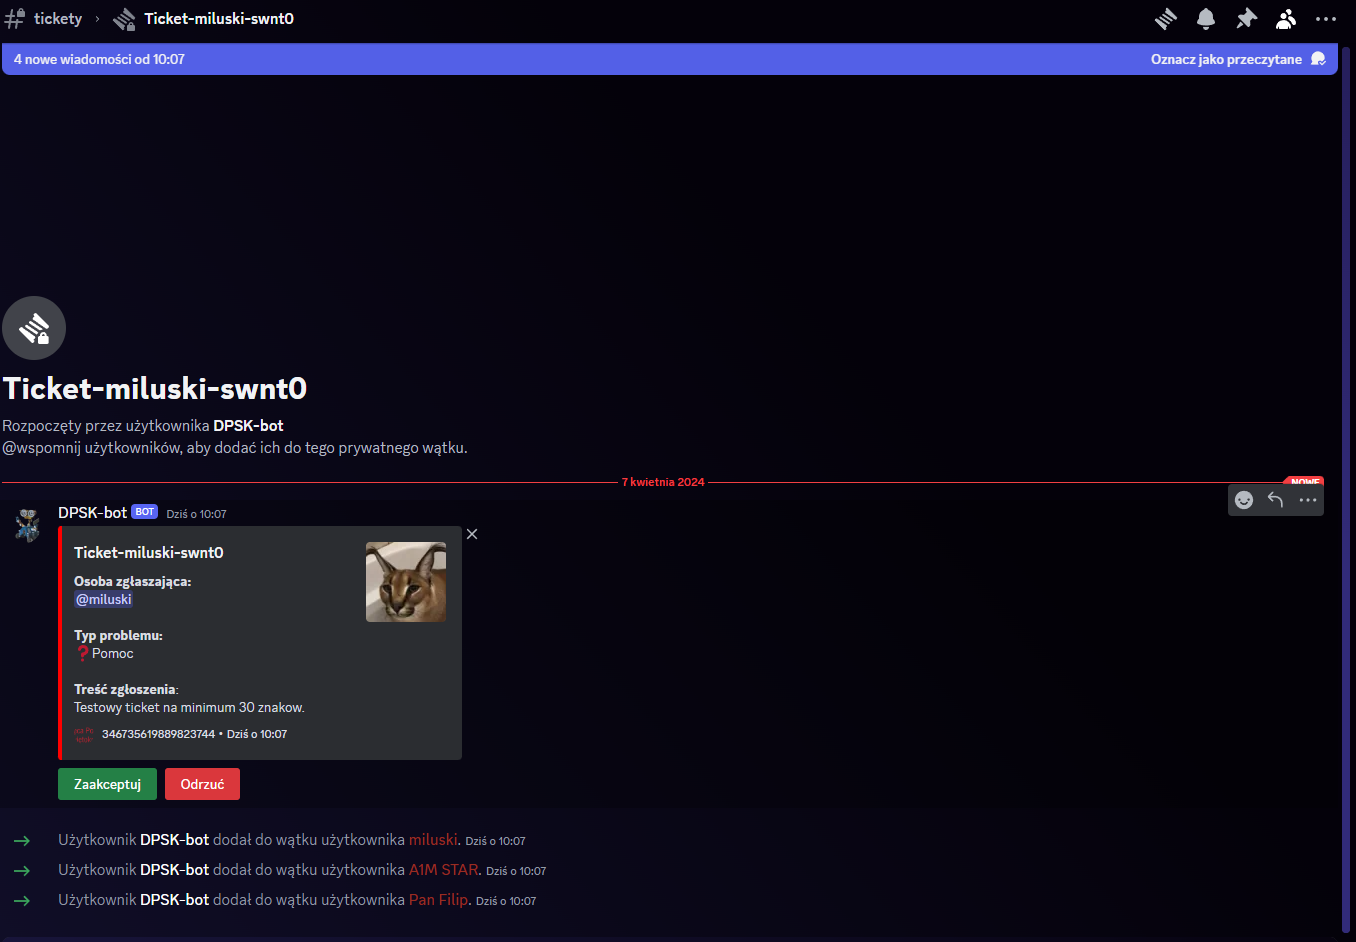 tickety › Ticket-miluski-swnt0
4 nowe wiadomości od 10:07
Oznacz jako przeczytane
Ticket-miluski-swnt0
Rozpoczęty przez użytkownika DPSK-bot
@wspomnij użytkowników, aby dodać ich do tego prywatnego wątku.
7 kwietnia 2024
NOWE
DPSK-bot BOT Dziś o 10:07
Ticket-miluski-swnt0
Osoba zgłaszająca:
@miluski
Typ problemu:
❓Pomoc
Treść zgłoszenia:
Testowy ticket na minimum 30 znakow.
346735619889823744 • Dziś o 10:07
Zaakceptuj
Odrzuć
Użytkownik DPSK-bot dodał do wątku użytkownika miluski. Dziś o 10:07
Użytkownik DPSK-bot dodał do wątku użytkownika A1M STAR. Dziś o 10:07
Użytkownik DPSK-bot dodał do wątku użytkownika Pan Filip. Dziś o 10:07